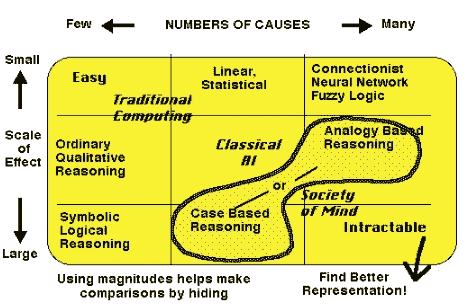 Few NUMBERS OF CAUSES Many
Small
Scale
of
Effect
Large
Easy
Linear,
Statistical
Connectionist
Neural Network
Fuzzy Logic
Traditional
Computing
Ordinary
Qualitative
Reasoning
Classical
AI
Analogy Based
Reasoning
or
Society
of Mind
Symbolic
Logical
Reasoning
Case Based
Reasoning
Intractable
Using magnitudes helps make
comparisons by hiding
Find Better
Representation!